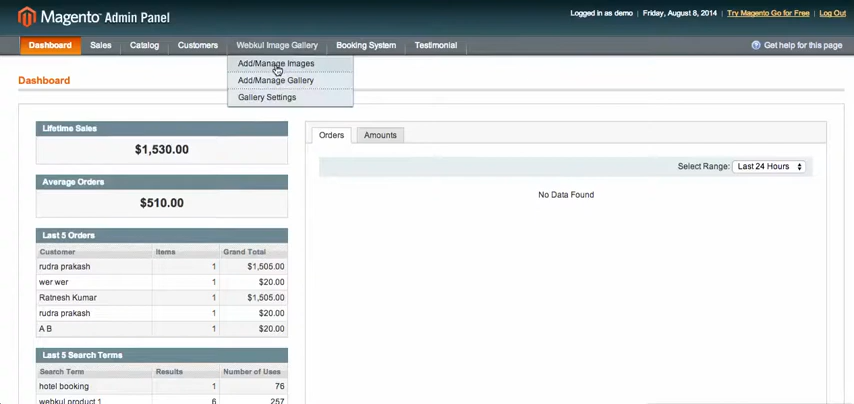 Magento Admin Panel
Logged in as demo | Friday, August 8, 2014 | Try Magento Go for Free | Log Out
Dashboard Sales Catalog Customers Webkul Image Gallery Booking System Testimonial Get help for this page
Add/Manage Images
Add/Manage Gallery
Gallery Settings
Dashboard
Lifetime Sales
$1,530.00
Average Orders
$510.00
Last 5 Orders
Customer Items Grand Total
rudra prakash 1 $1,505.00
wer wer 1 $20.00
Ratnesh Kumar 1 $1,505.00
rudra prakash 1 $20.00
A B 1 $20.00
Last 5 Search Terms
Search Term Results Number of Uses
hotel booking 1 76
webkul product 1 6 257
Orders Amounts
Select Range: Last 24 Hours
No Data Found